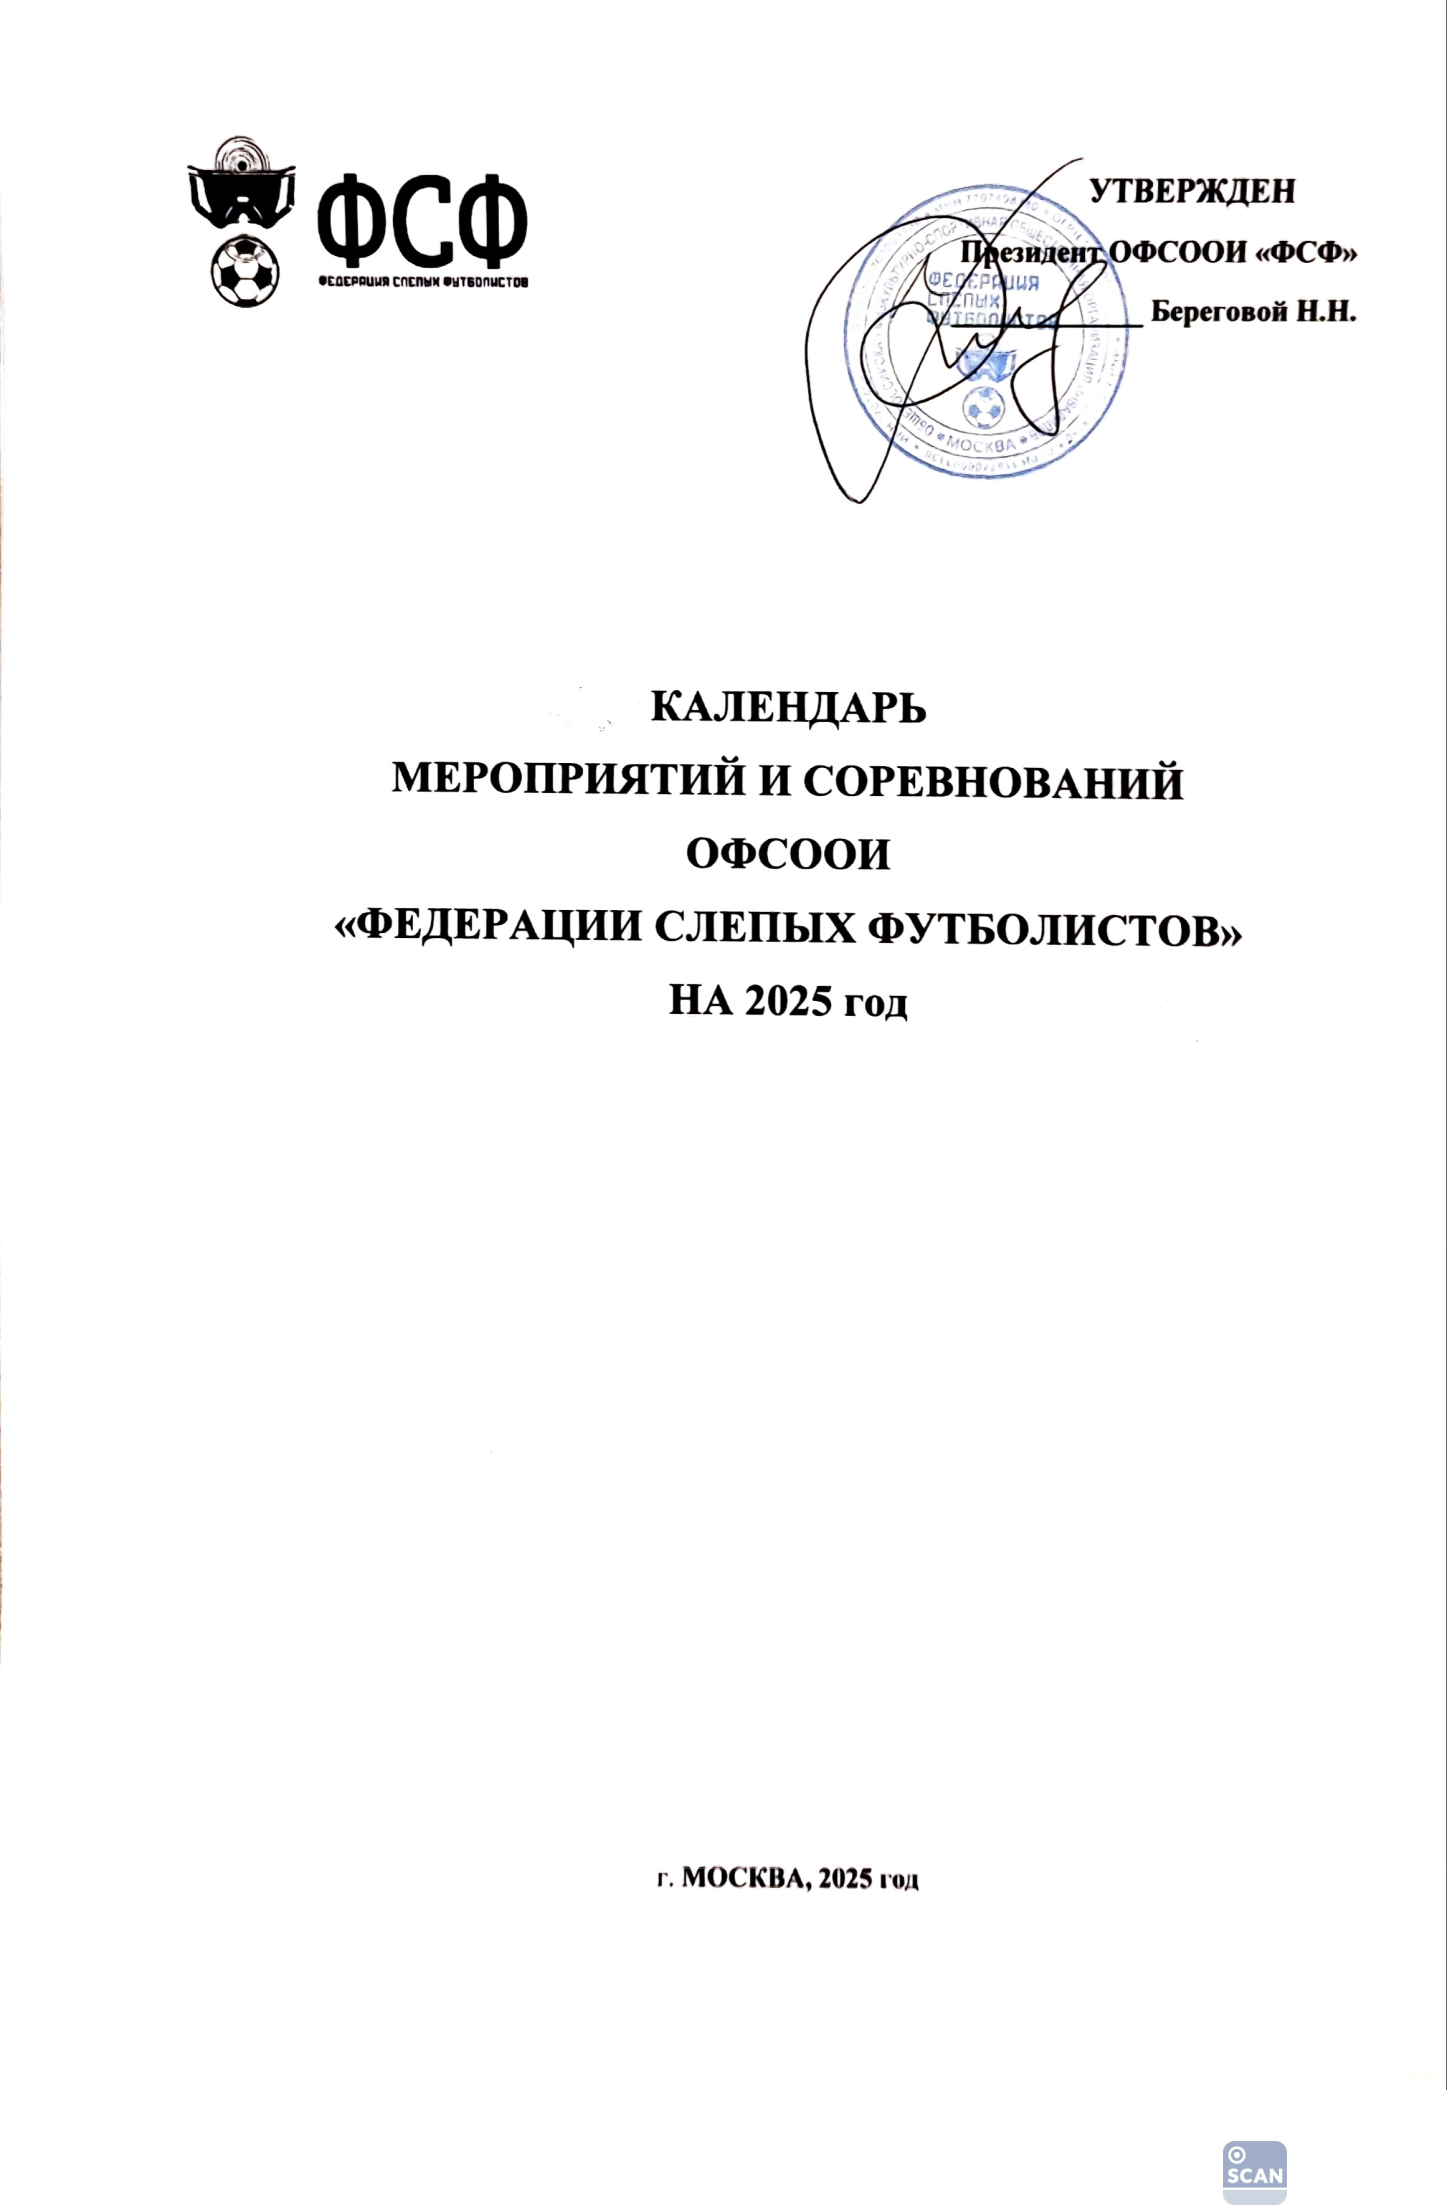 ФСФ
ФЕДЕРАЦИЯ СЛЕПЫХ ФУТБОЛИСТОВ
УТВЕРЖДЕН
Президент ОФСООИ «ФСФ»
Береговой Н.Н.
ФЕДЕРАЦИЯ
СЛЕПЫХ
ФУТБОЛИСТОВ
МОСКВА
КАЛЕНДАРЬ
МЕРОПРИЯТИЙ И СОРЕВНОВАНИЙ
ОФСООИ
«ФЕДЕРАЦИИ СЛЕПЫХ ФУТБОЛИСТОВ»
НА 2025 год
г. МОСКВА, 2025 год
SCAN